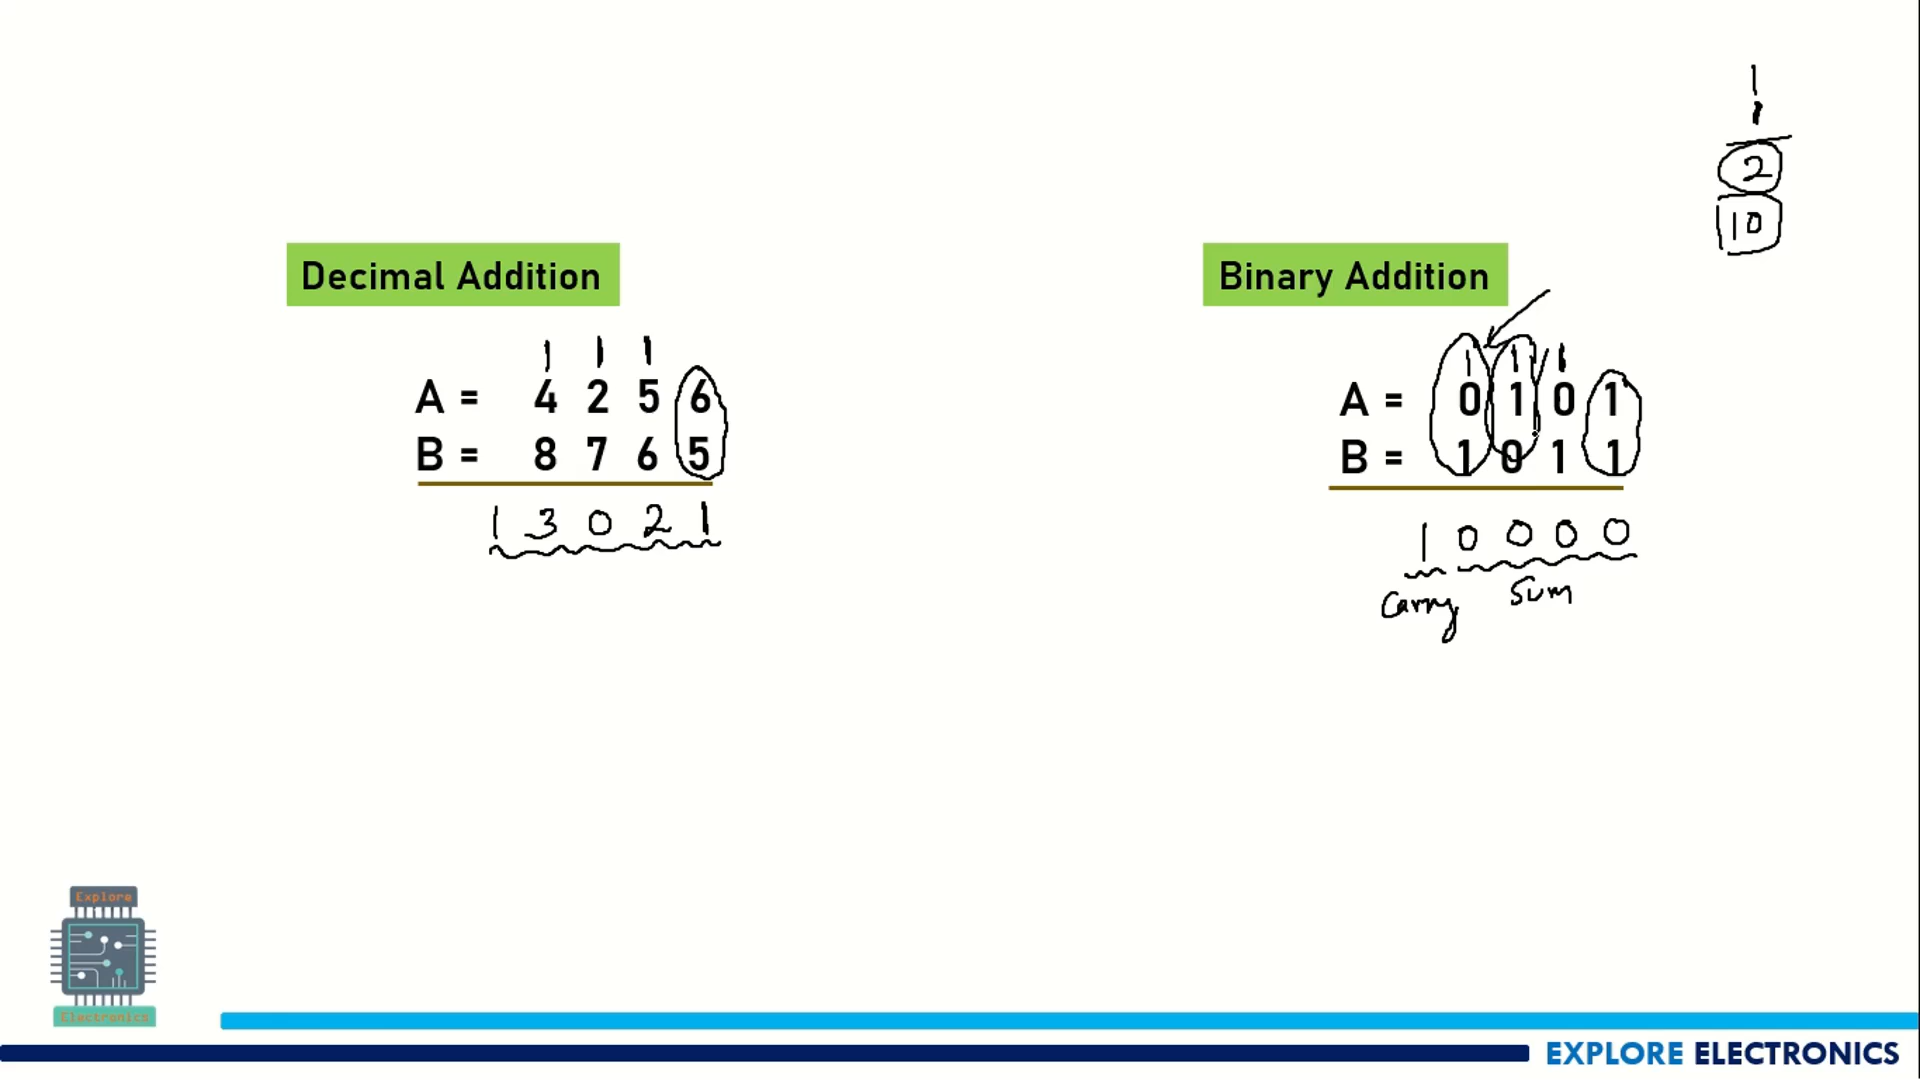 1
1
2
10
Decimal Addition
1 1 1
A = 4 2 5 6
B = 8 7 6 5
1 3 0 2 1
Binary Addition
1 1 1
A = 0 1 0 1
B = 1 0 1 1
1 0 0 0 0
Carry Sum
Explore
Electronics
EXPLORE ELECTRONICS